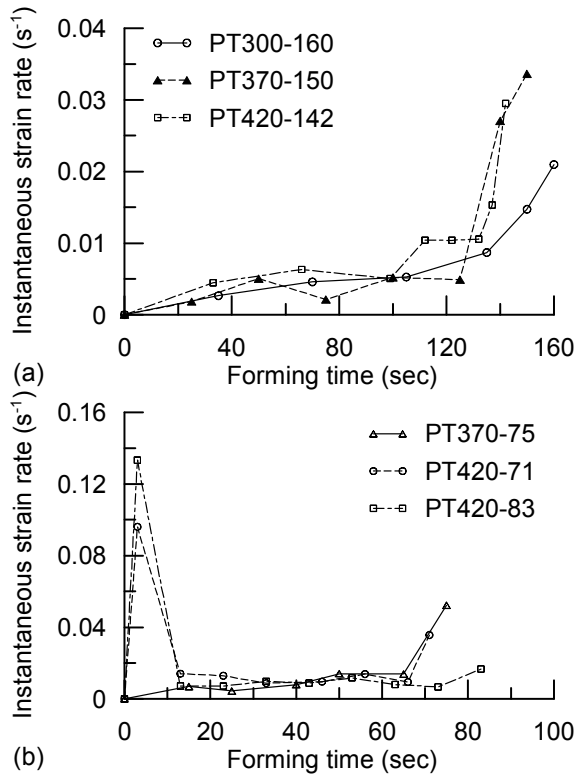 0.04
PT300-160
0.03
PT370-150
PT420-142
0.02
0.01
0
Instantaneous strain rate (s⁻¹)
0 40 80 120 160
(a) Forming time (sec)
0.16
PT370-75
0.12
PT420-71
PT420-83
0.08
0.04
0
Instantaneous strain rate (s⁻¹)
0 20 40 60 80 100
(b) Forming time (sec)